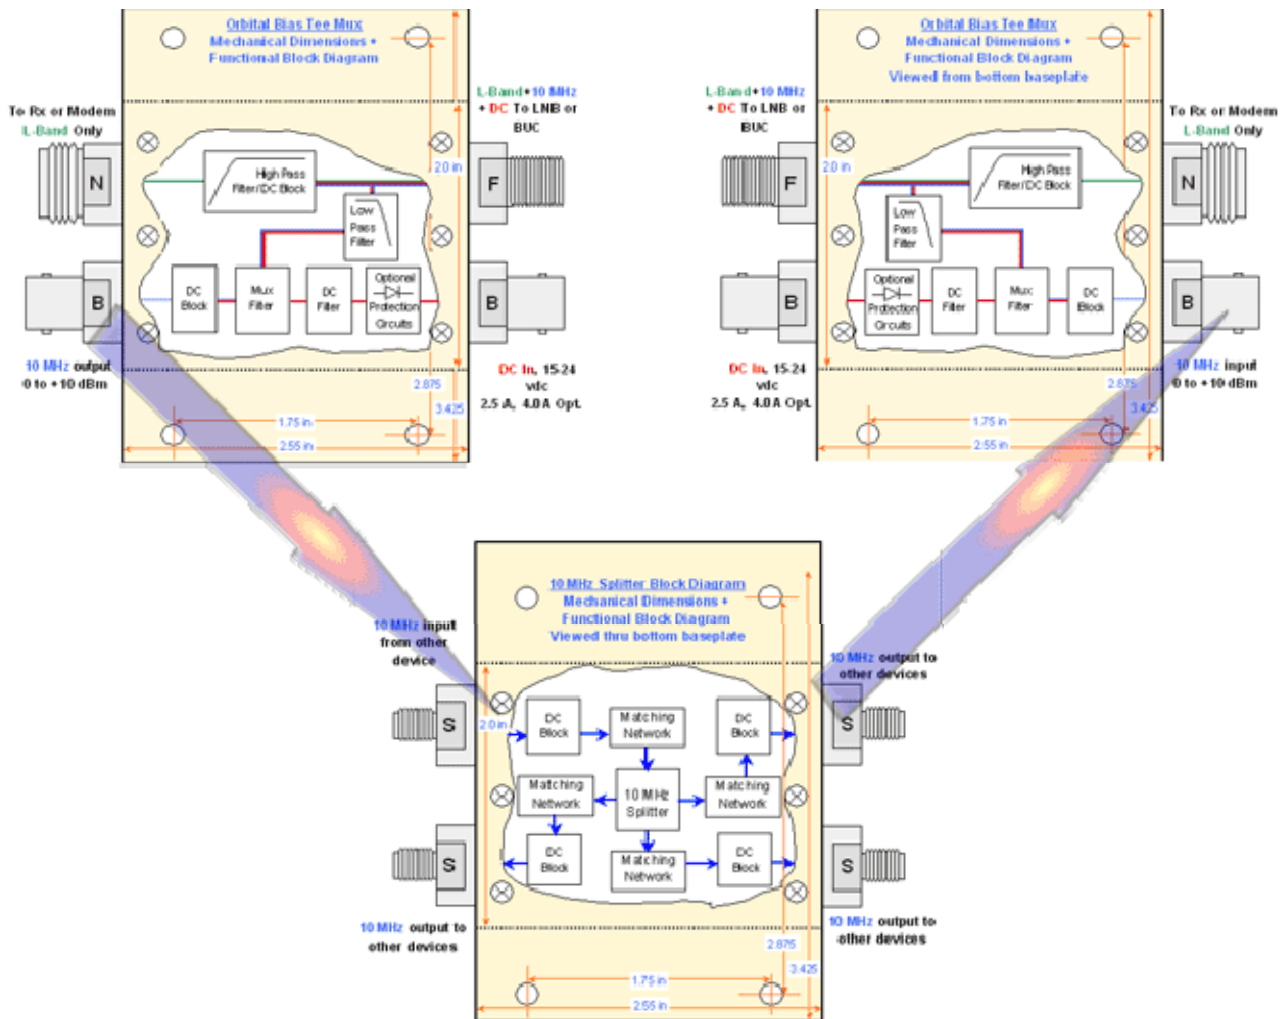 Orbital Bias Tee Mux
Mechanical Dimensions +
Functional Block Diagram
To Rx or Modem
L-Band Only
N
B
10 MHz output
-0 to +10 dBm
L-Band+10 MHz
+ DC To LNB or
BUC
F
B
DC In, 15-24
vdc
2.5 A, 4.0 A Opt.
High Pass
Filter/DC Block
Low
Pass
Filter
DC
Block
Mux
Filter
DC
Filter
Optional
Protection
Circuits
2.0 in
2.875
3.425
1.75 in
2.55 in
Orbital Bias Tee Mux
Mechanical Dimensions +
Functional Block Diagram
Viewed from bottom baseplate
L-Band+10 MHz
+ DC To LNB or
BUC
F
B
DC In, 15-24
vdc
2.5 A, 4.0 A Opt.
To Rx or Modem
L-Band Only
N
B
10 MHz input
0 to +10 dBm
High Pass
Filter/DC Block
Low
Pass
Filter
Optional
Protection
Circuits
DC
Filter
Mux
Filter
DC
Block
2.0 in
2.875
3.425
1.75 in
2.55 in
10 MHz Splitter Block Diagram
Mechanical Dimensions +
Functional Block Diagram
Viewed thru bottom baseplate
10 MHz input
from other
device
S
S
10 MHz output to
other devices
10 MHz output to
other devices
S
S
10 MHz output to
other devices
DC
Block
Matching
Network
DC
Block
Matching
Network
10 MHz
Splitter
Matching
Network
DC
Block
Matching
Network
DC
Block
2.0 in
2.875
3.425
1.75 in
2.55 in